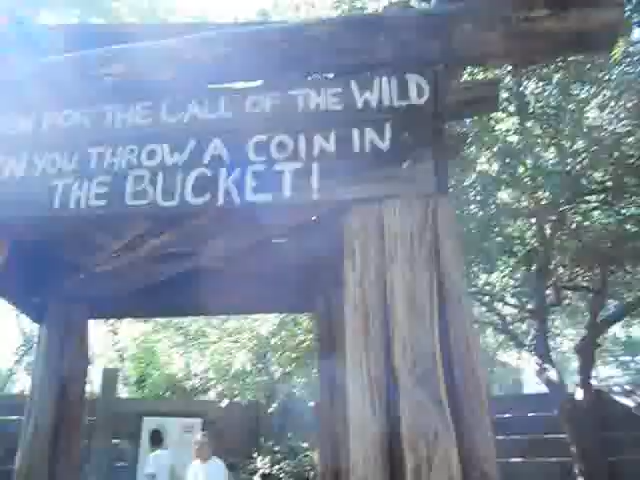 FOR THE CALL OF THE WILD
YOU THROW A COIN IN
THE BUCKET!